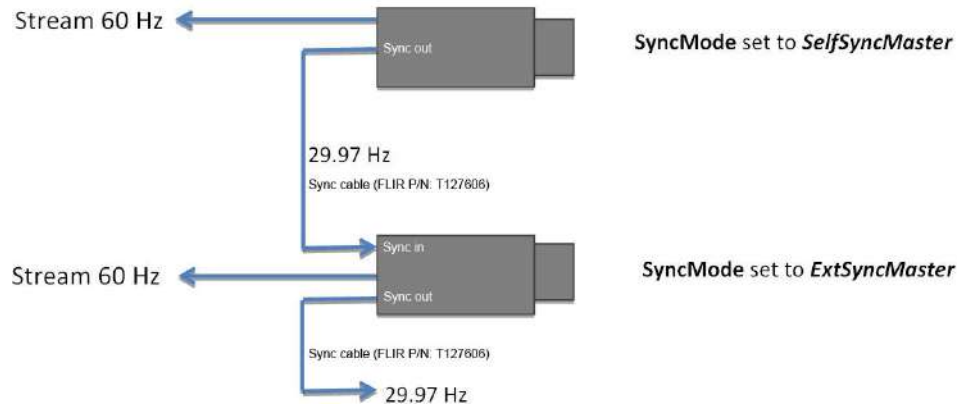 Stream 60 Hz
Sync out
SyncMode set to SelfSyncMaster
29.97 Hz
Sync cable (FLIR P/N: T127606)
Sync in
Stream 60 Hz
SyncMode set to ExtSyncMaster
Sync out
Sync cable (FLIR P/N: T127606)
29.97 Hz